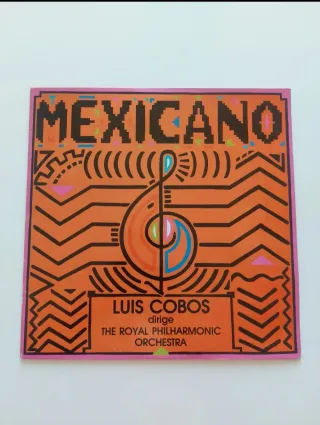 MEXICANO
LUIS COBOS
dirige
THE ROYAL PHILHARMONIC
ORCHESTRA